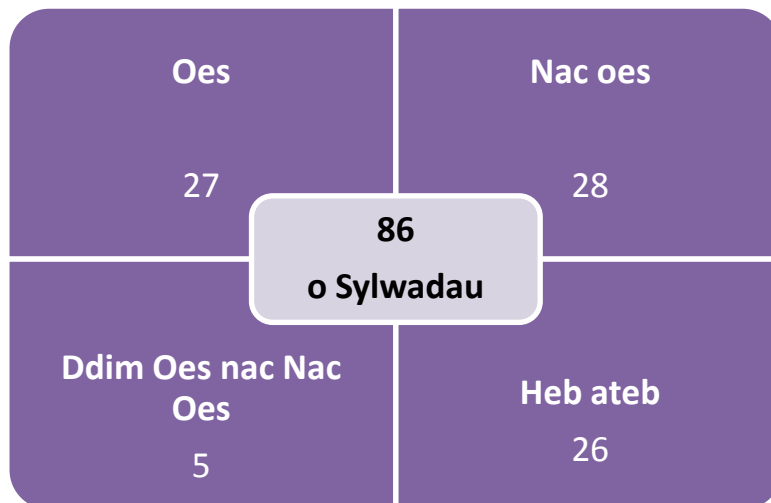 Oes
27
Nac oes
28
86
o Sylwadau
Ddim Oes nac Nac
Oes
5
Heb ateb
26